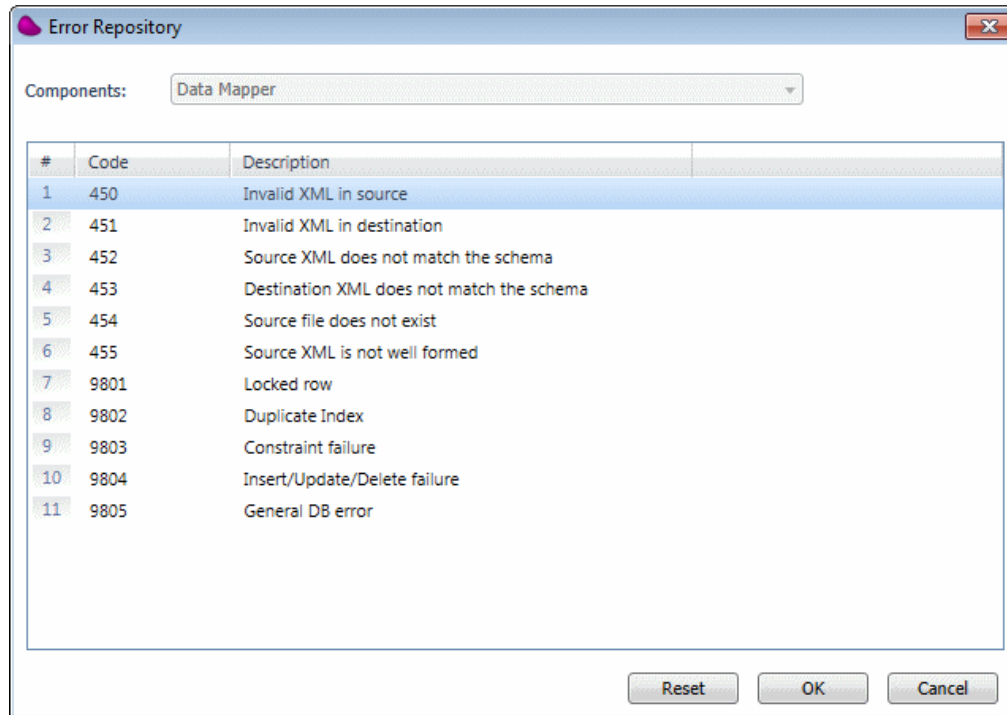 Error Repository
Components: Data Mapper
# Code Description
1 450 Invalid XML in source
2 451 Invalid XML in destination
3 452 Source XML does not match the schema
4 453 Destination XML does not match the schema
5 454 Source file does not exist
6 455 Source XML is not well formed
7 9801 Locked row
8 9802 Duplicate Index
9 9803 Constraint failure
10 9804 Insert/Update/Delete failure
11 9805 General DB error
Reset OK Cancel